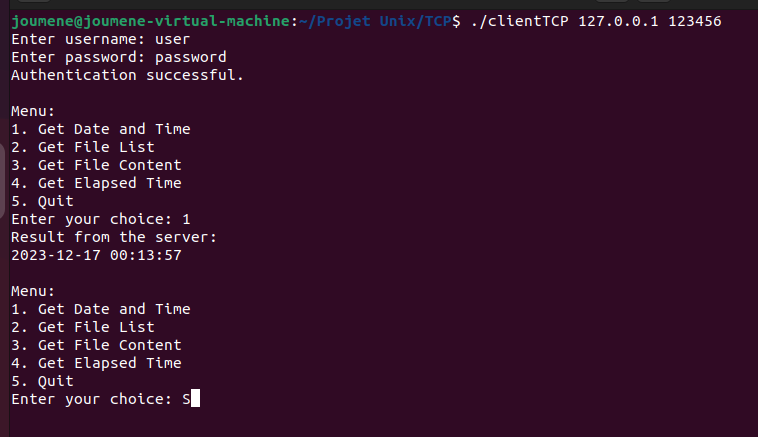 joumene@joumene-virtual-machine:~/Projet Unix/TCP$ ./clientTCP 127.0.0.1 123456
Enter username: user
Enter password: password
Authentication successful.
Menu:
1. Get Date and Time
2. Get File List
3. Get File Content
4. Get Elapsed Time
5. Quit
Enter your choice: 1
Result from the server:
2023-12-17 00:13:57
Menu:
1. Get Date and Time
2. Get File List
3. Get File Content
4. Get Elapsed Time
5. Quit
Enter your choice: S